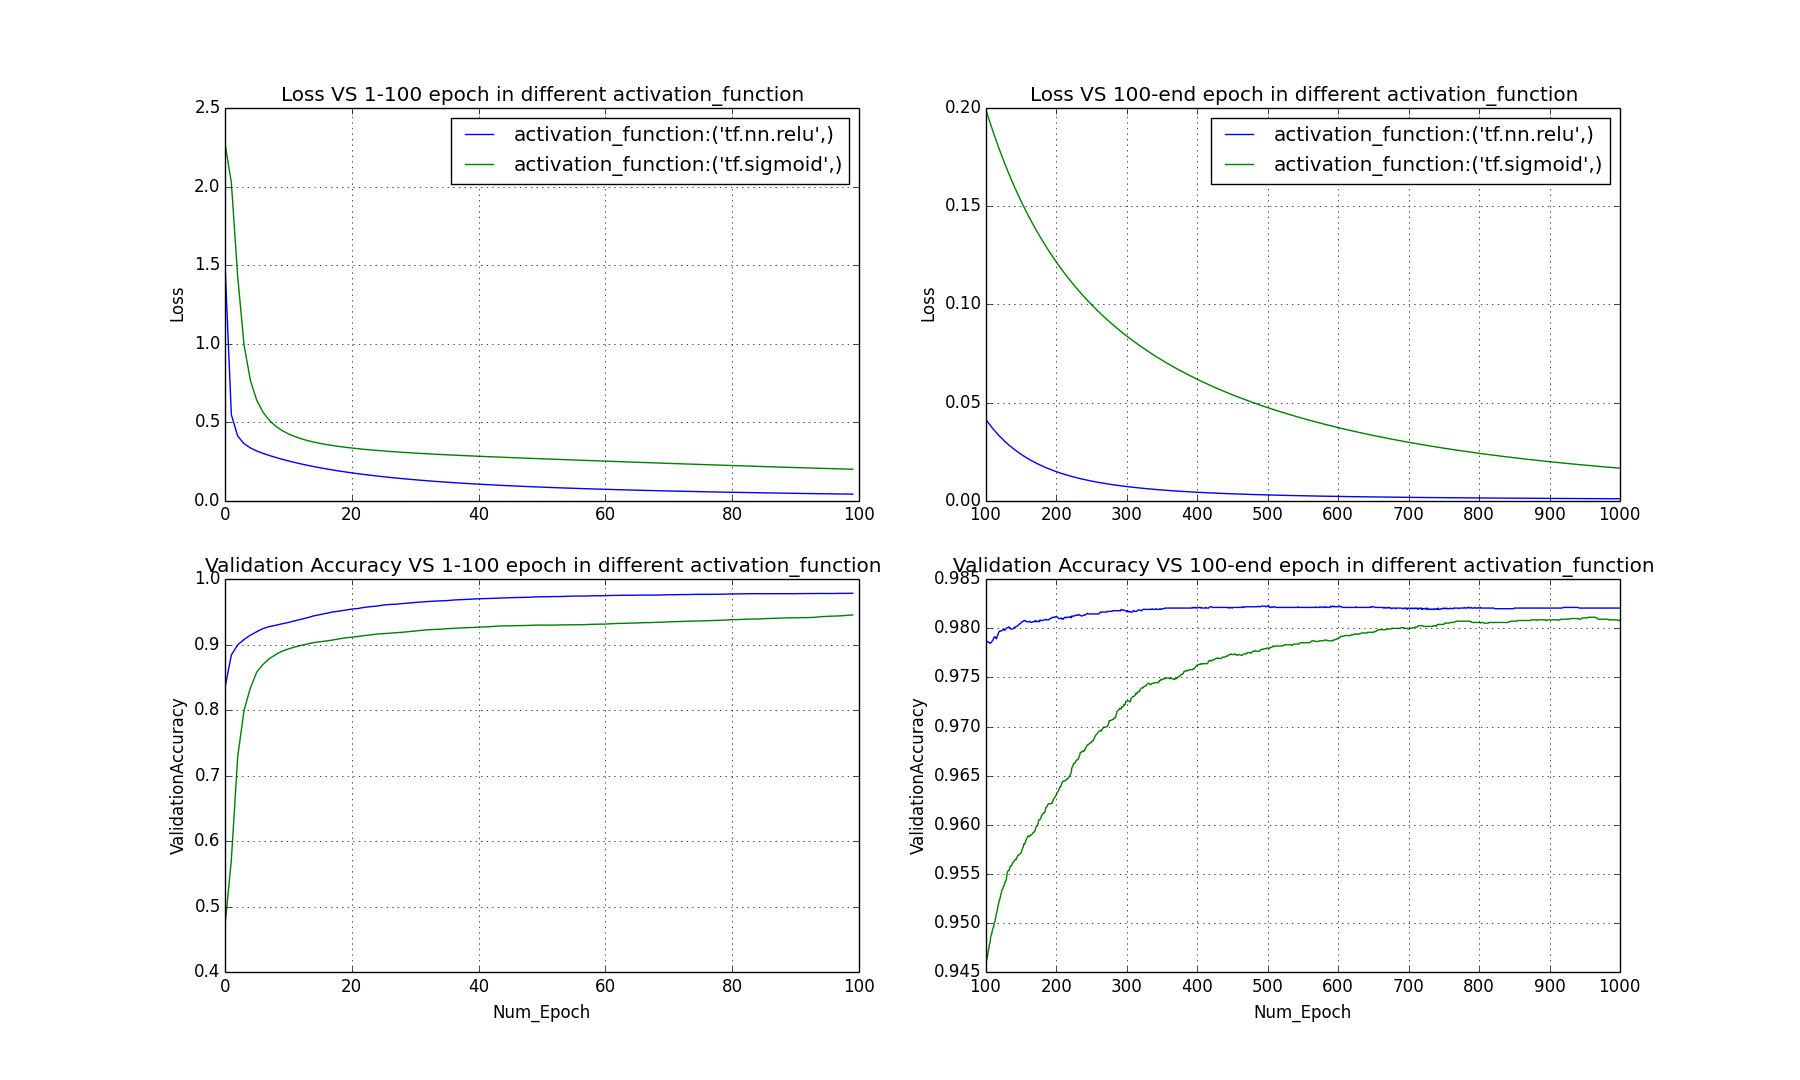 Loss VS 1-100 epoch in different activation_function
2.5
2.0
1.5
1.0
0.5
0.0
Loss
activation_function:('tf.nn.relu',)
activation_function:('tf.sigmoid',)
0 20 40 60 80 100
Loss VS 100-end epoch in different activation_function
0.20
0.15
0.10
0.05
0.00
Loss
activation_function:('tf.nn.relu',)
activation_function:('tf.sigmoid',)
100 200 300 400 500 600 700 800 900 1000
Validation Accuracy VS 1-100 epoch in different activation_function
1.0
0.9
0.8
0.7
0.6
0.5
0.4
ValidationAccuracy
0 20 40 60 80 100
Num_Epoch
Validation Accuracy VS 100-end epoch in different activation_function
0.985
0.980
0.975
0.970
0.965
0.960
0.955
0.950
0.945
ValidationAccuracy
100 200 300 400 500 600 700 800 900 1000
Num_Epoch